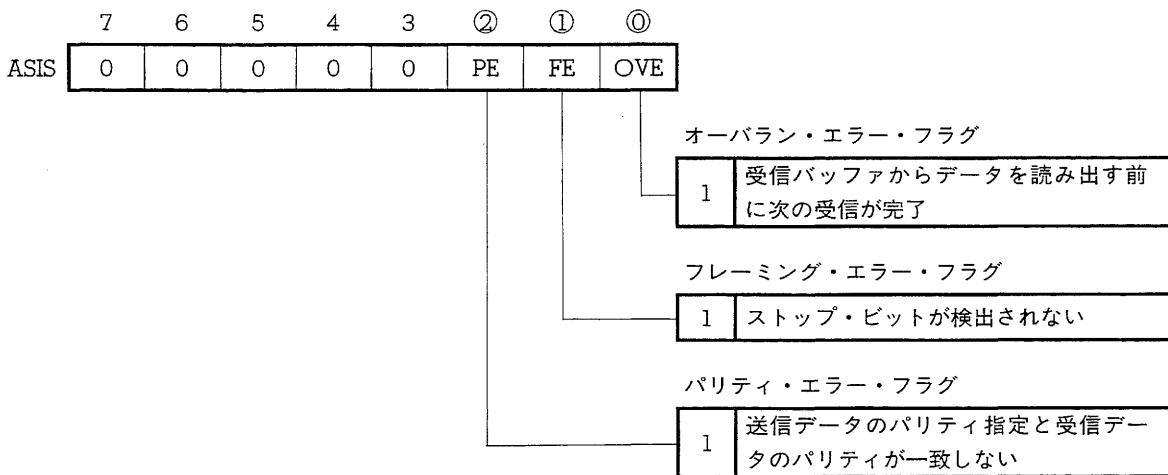 7 6 5 4 3 ② ① ⓪
ASIS 0 0 0 0 0 PE FE OVE
オーバラン・エラー・フラグ
1 受信バッファからデータを読み出す前
に次の受信が完了
フレーミング・エラー・フラグ
1 ストップ・ビットが検出されない
パリティ・エラー・フラグ
1 送信データのパリティ指定と受信デー
タのパリティが一致しない